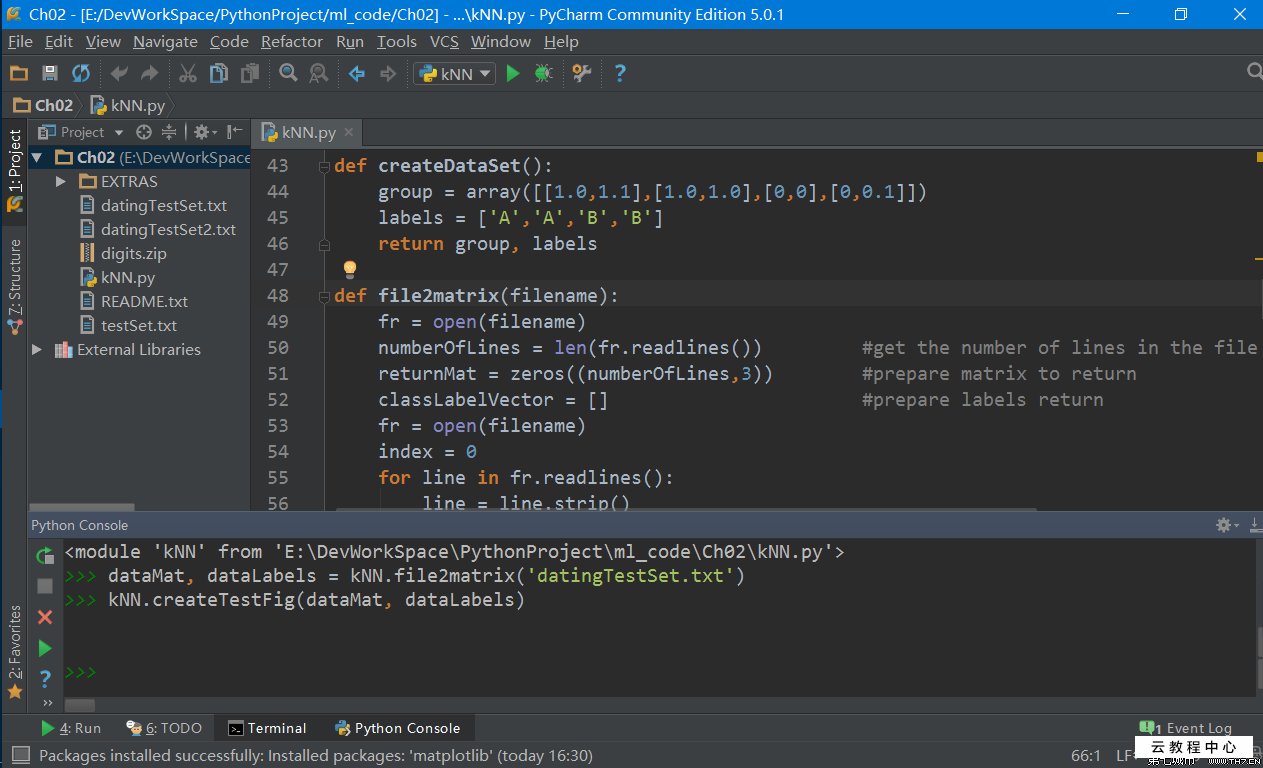 Ch02 - [E:/DevWorkSpace/PythonProject/ml_code/Ch02] - ...\kNN.py - PyCharm Community Edition 5.0.1
File Edit View Navigate Code Refactor Run Tools VCS Window Help
kNN
Ch02 kNN.py
Project
kNN.py
1: Project
Z: Structure
2: Favorites
Ch02 (E:\DevWorkSpace
EXTRAS
datingTestSet.txt
datingTestSet2.txt
digits.zip
kNN.py
README.txt
testSet.txt
External Libraries
43 def createDataSet():
44 group = array([[1.0,1.1],[1.0,1.0],[0,0],[0,0.1]])
45 labels = ['A','A','B','B']
46 return group, labels
47
48 def file2matrix(filename):
49 fr = open(filename)
50 numberOfLines = len(fr.readlines()) #get the number of lines in the file
51 returnMat = zeros((numberOfLines,3)) #prepare matrix to return
52 classLabelVector = [] #prepare labels return
53 fr = open(filename)
54 index = 0
55 for line in fr.readlines():
56 line = line.strip()
Python Console
<module 'kNN' from 'E:\DevWorkSpace\PythonProject\ml_code\Ch02\kNN.py'>
>>> dataMat, dataLabels = kNN.file2matrix('datingTestSet.txt')
>>> kNN.createTestFig(dataMat, dataLabels)
>>>
4: Run 6: TODO Terminal Python Console 1 Event Log
Packages installed successfully: Installed packages: 'matplotlib' (today 16:30) 66:1
云教程中心
WWW.TH7.CN